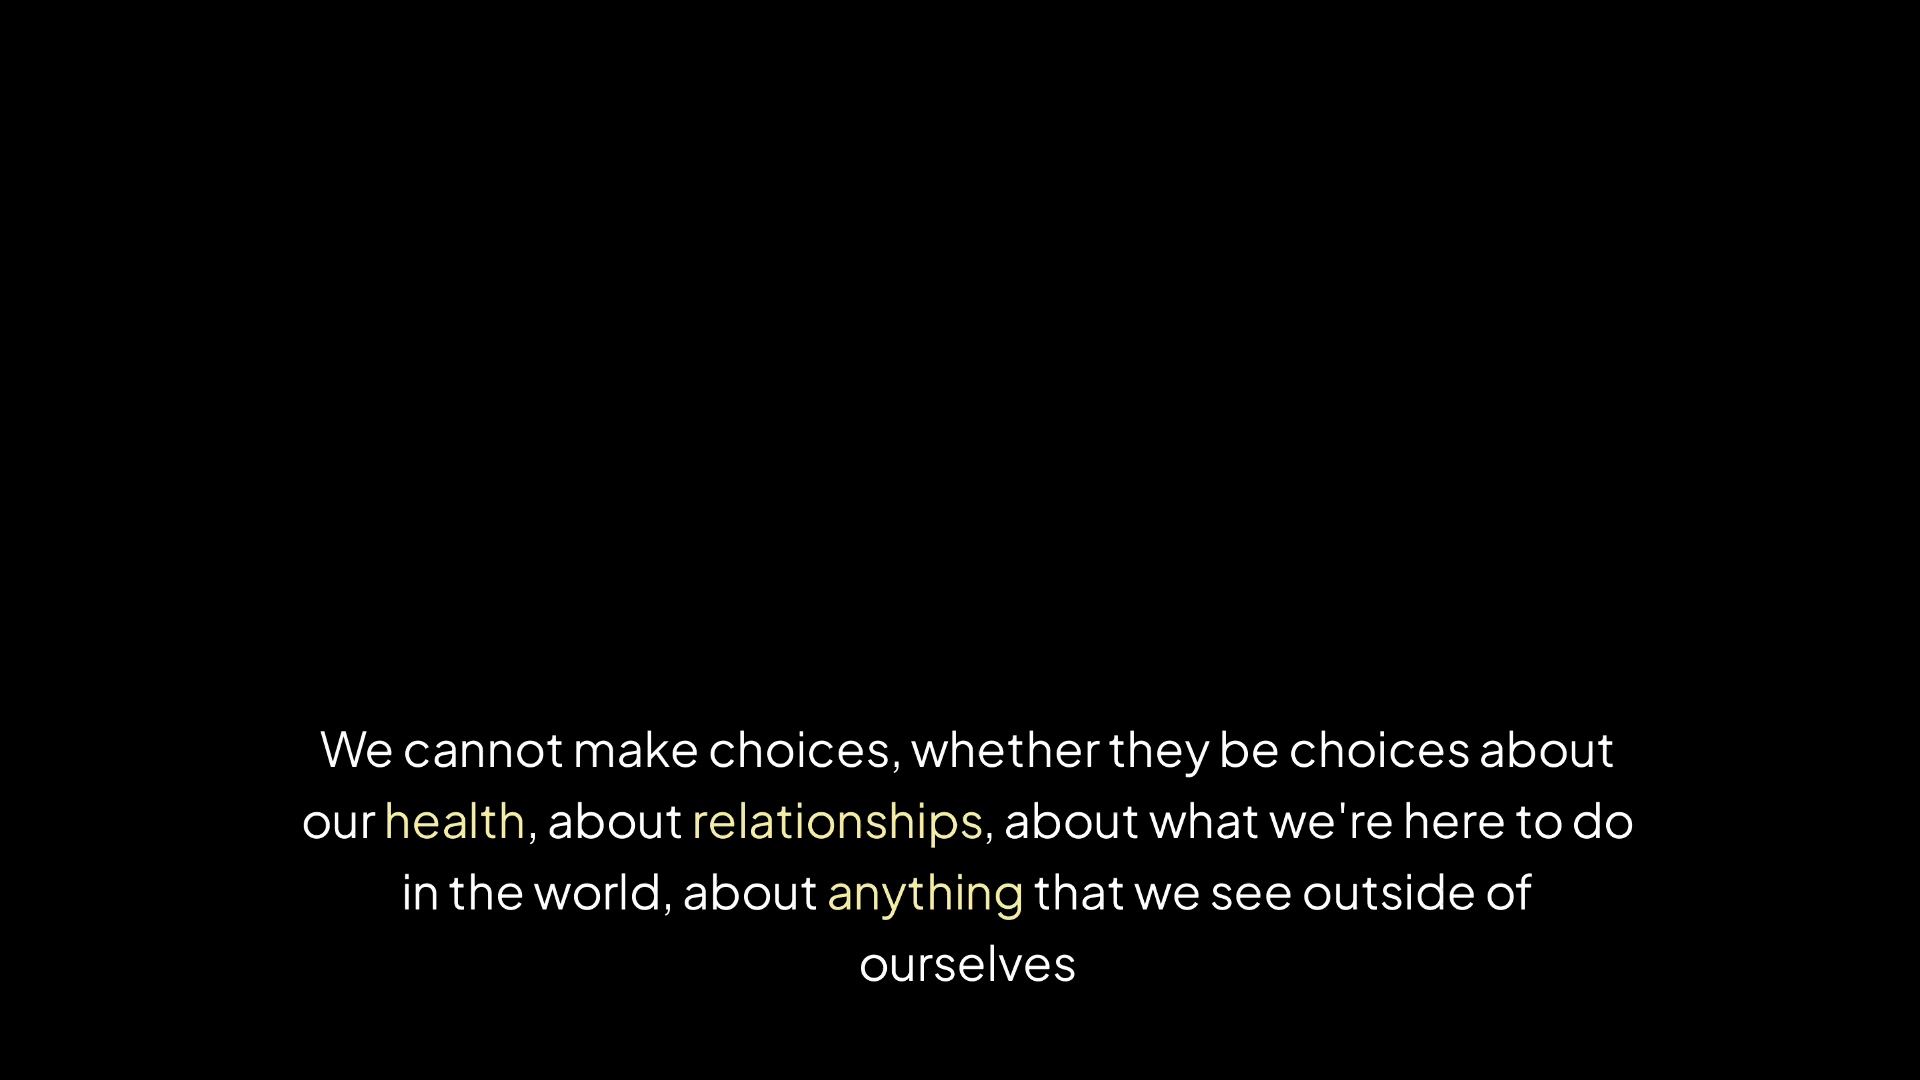 We cannot make choices, whether they be choices about
our health, about relationships, about what we're here to do
in the world, about anything that we see outside of
ourselves